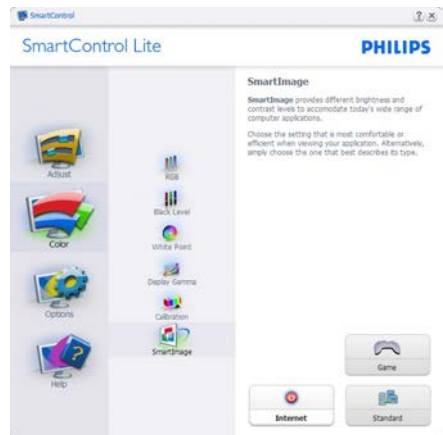 SmartControl
SmartControl Lite
PHILIPS
Adjust
Color
Options
Help
RGB
Black Level
White Point
Display Gamma
Calibration
SmartImage
SmartImage
SmartImage provides different brightness and
contrast levels to accomodate today's wide range of
computer applications.
Choose the setting that is most comfortable or
efficient when viewing your application. Alternatively,
simply choose the one that best describes its type.
Game
Internet
Standard